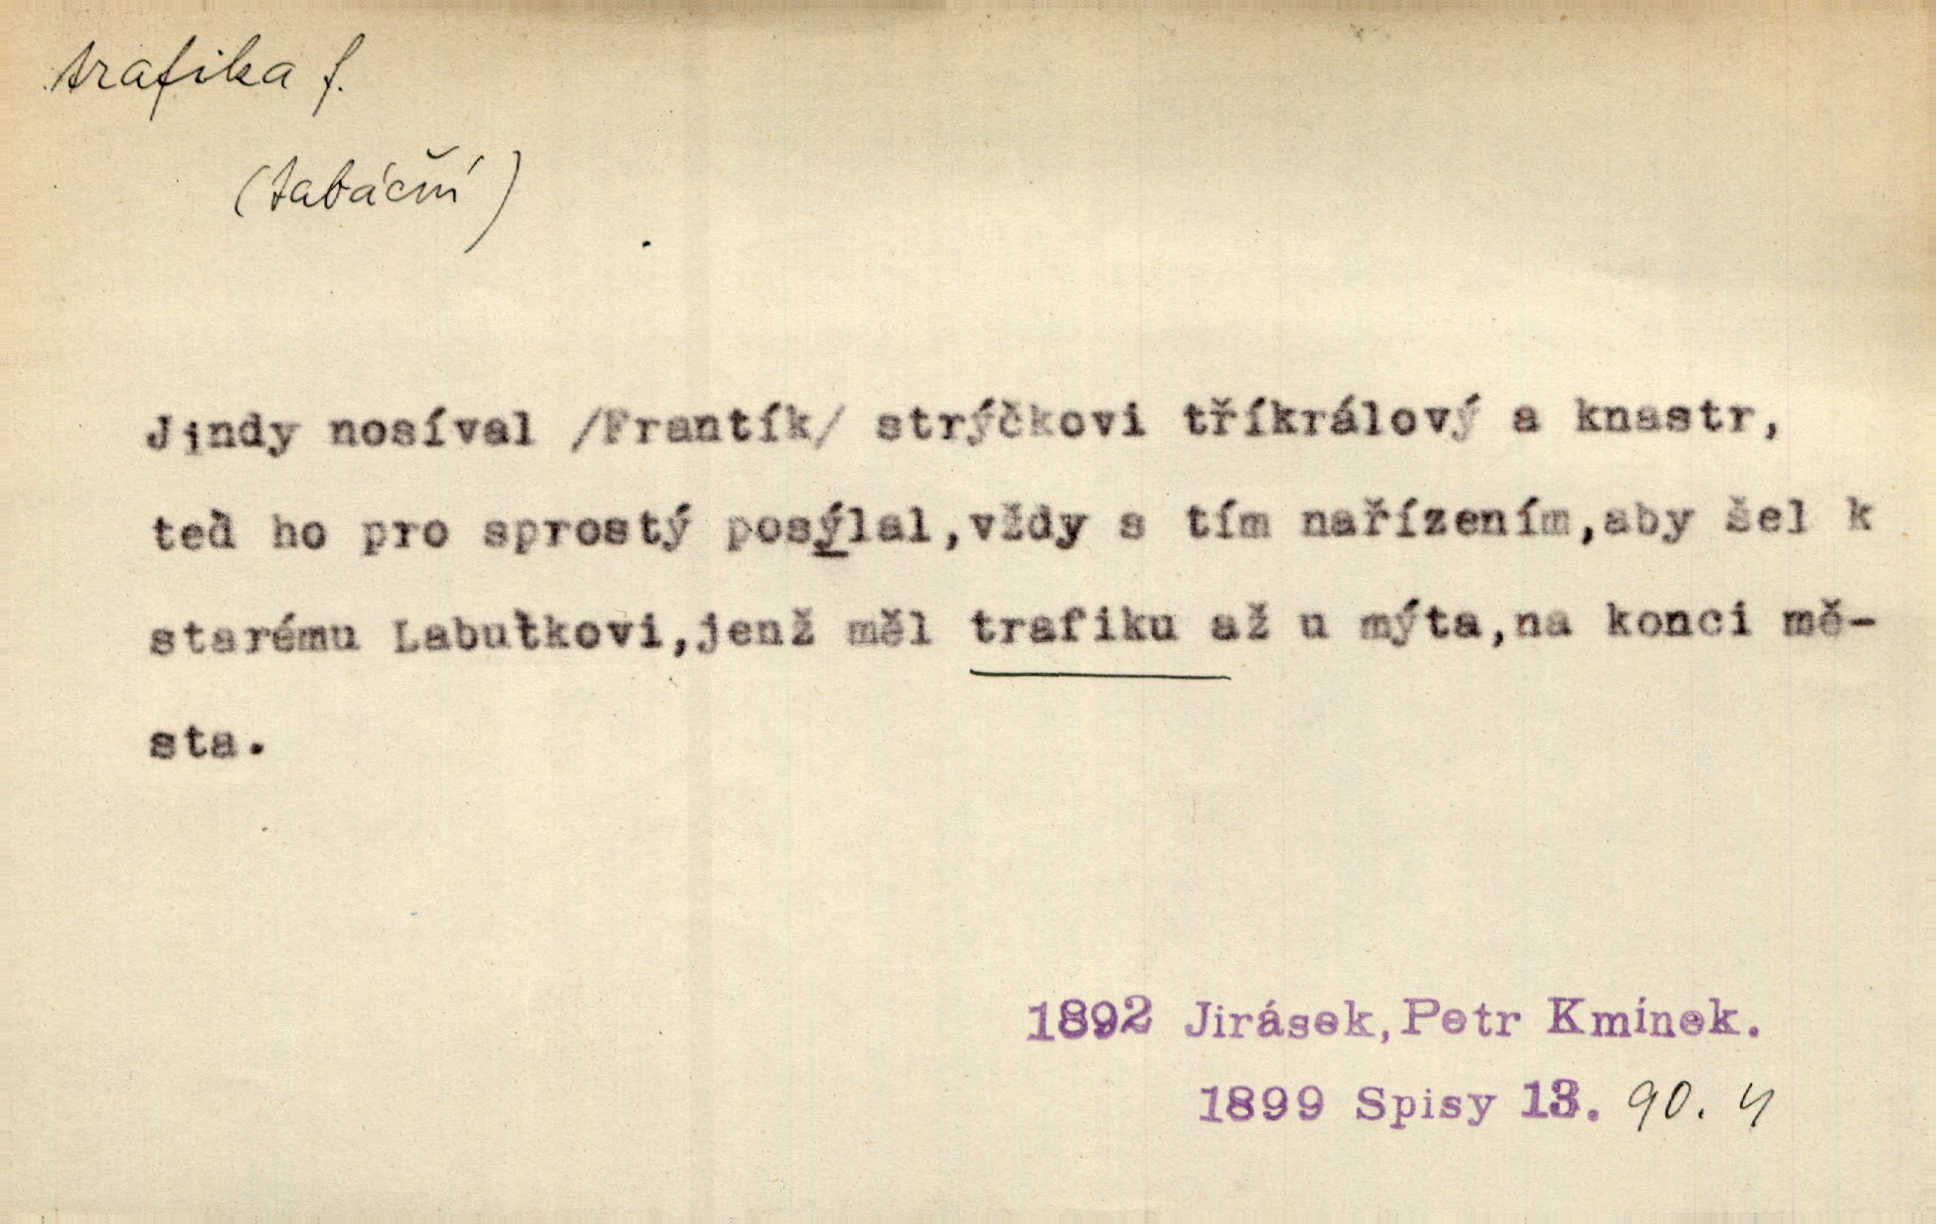 trafika f.
(tabáční)
Jindy nosíval /Frantík/ strýčkovi tříkrálový a knastr,
teď ho pro sprostý posýlal,vždy s tím nařízením,aby šel k
starému Labuťkovi,jenž měl trafiku až u mýta,na konci mě-
sta.
1892 Jirásek,Petr Kmínek.
1899 Spisy 13. 90.